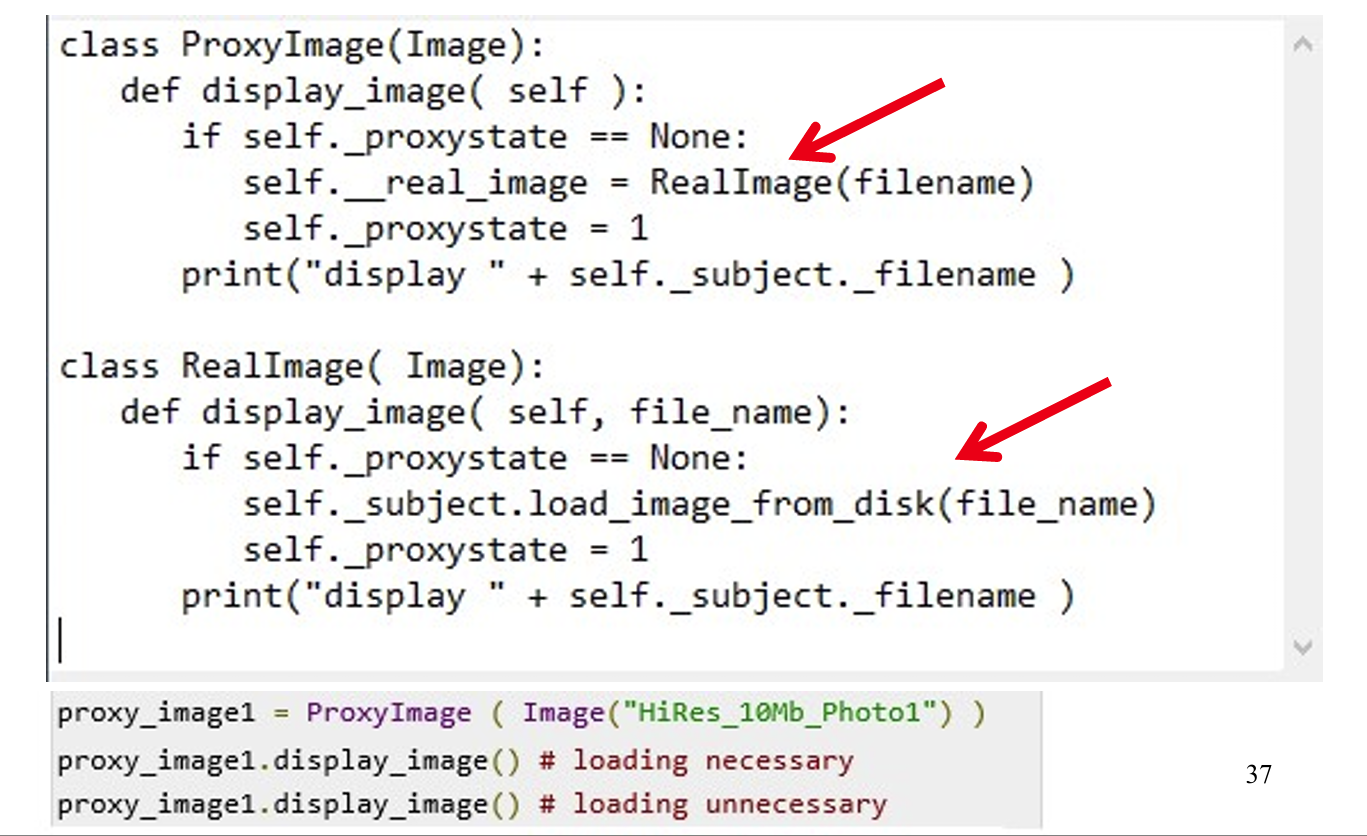 class ProxyImage(Image):
   def display_image( self ):
      if self._proxystate == None:
         self.__real_image = RealImage(filename)
         self._proxystate = 1
      print("display " + self._subject._filename )

class RealImage( Image):
   def display_image( self, file_name):
      if self._proxystate == None:
         self._subject.load_image_from_disk(file_name)
         self._proxystate = 1
      print("display " + self._subject._filename )
proxy_image1 = ProxyImage ( Image("HiRes_10Mb_Photo1") )
proxy_image1.display_image() # loading necessary
proxy_image1.display_image() # loading unnecessary
37